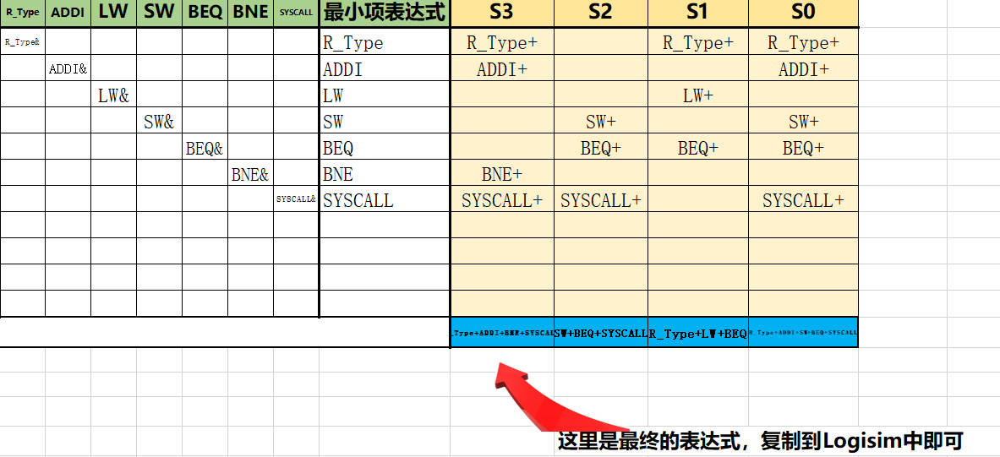 R_Type ADDI LW SW BEQ BNE SYSCALL 最小项表达式 S3 S2 S1 S0
R_Type& R_Type R_Type+ R_Type+ R_Type+
ADDI& ADDI ADDI+ ADDI+
LW& LW LW+
SW& SW SW+ SW+
BEQ& BEQ BEQ+ BEQ+ BEQ+
BNE& BNE BNE+
SYSCALL& SYSCALL SYSCALL+ SYSCALL+ SYSCALL+
_Type+ADDI+BNE+SYSCAL SW+BEQ+SYSCALL R_Type+LW+BEQ R_Type+ADDI+SW+BEQ+SYSCALL
这里是最终的表达式，复制到Logisim中即可